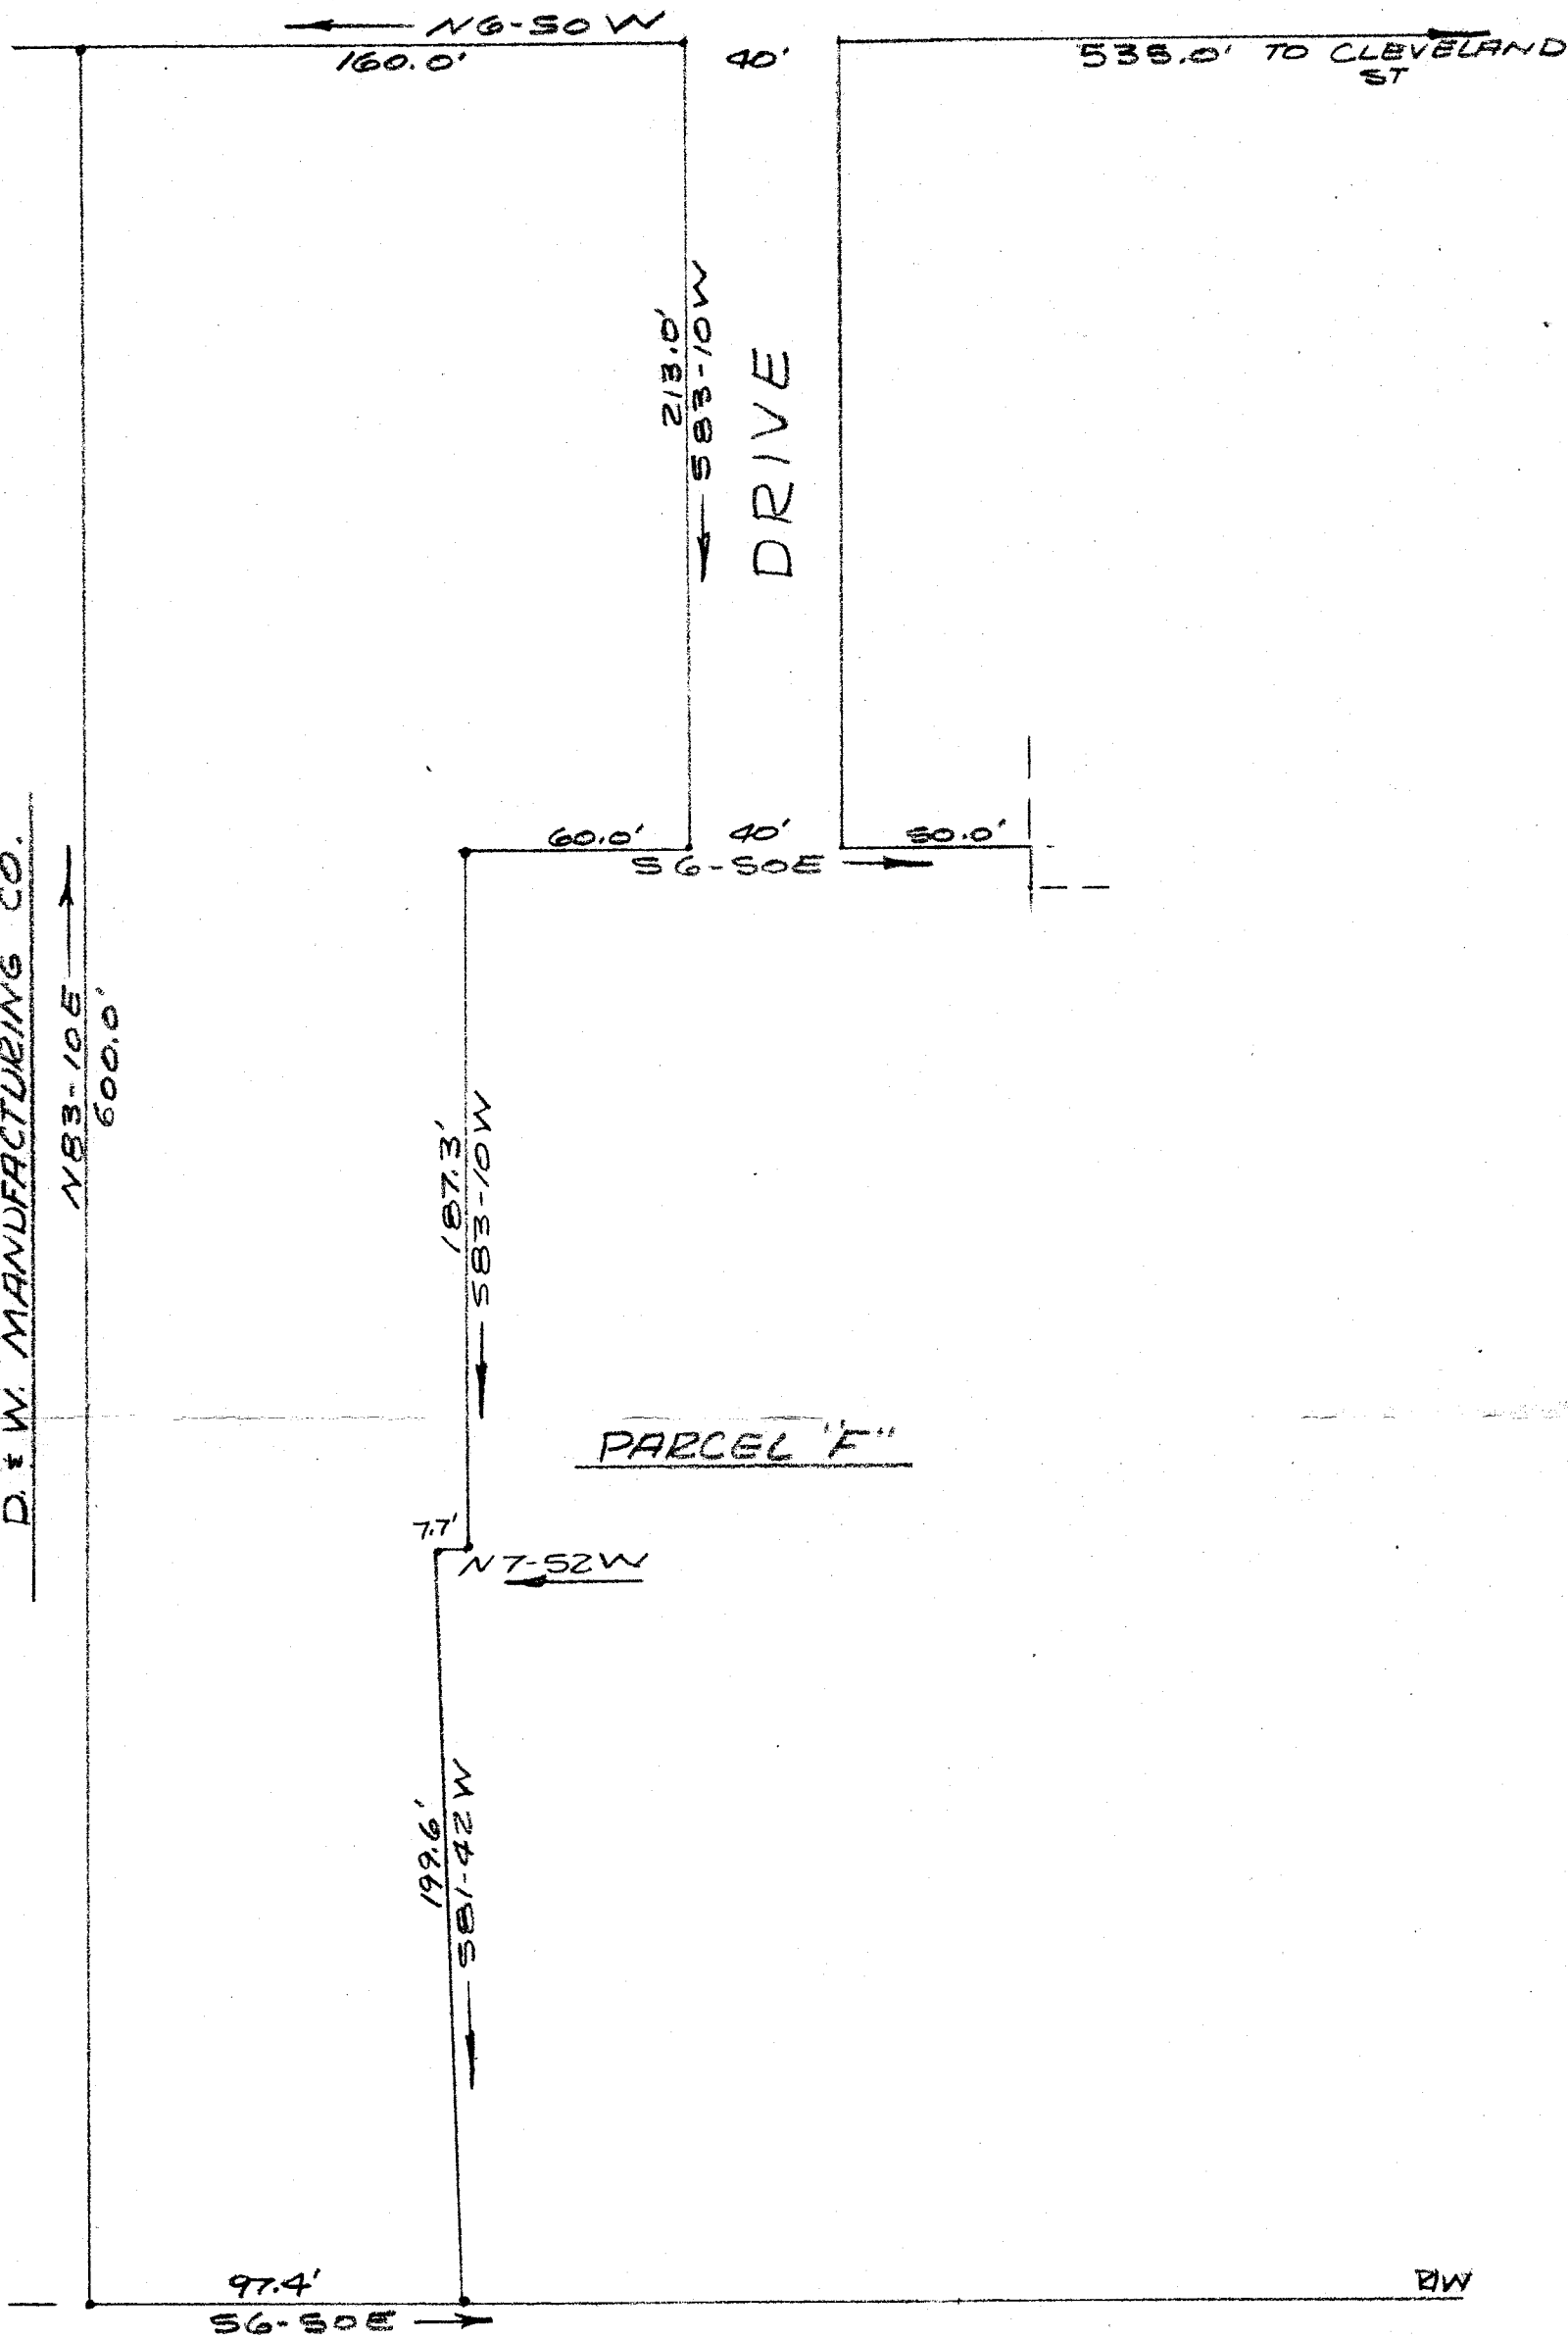 N6-50 W
160.0'
40'
538.0' TO CLEVELAND
ST
213.0'
S83-10W
DRIVE
60.0'
40'
50.0'
S6-50E
D. & W. MANUFACTURING CO.
N83-10E
600.0'
187.3'
S83-10W
PARCEL "F"
7.7'
N7-52W
199.6'
S81-42W
97.4'
S6-50E
R/W